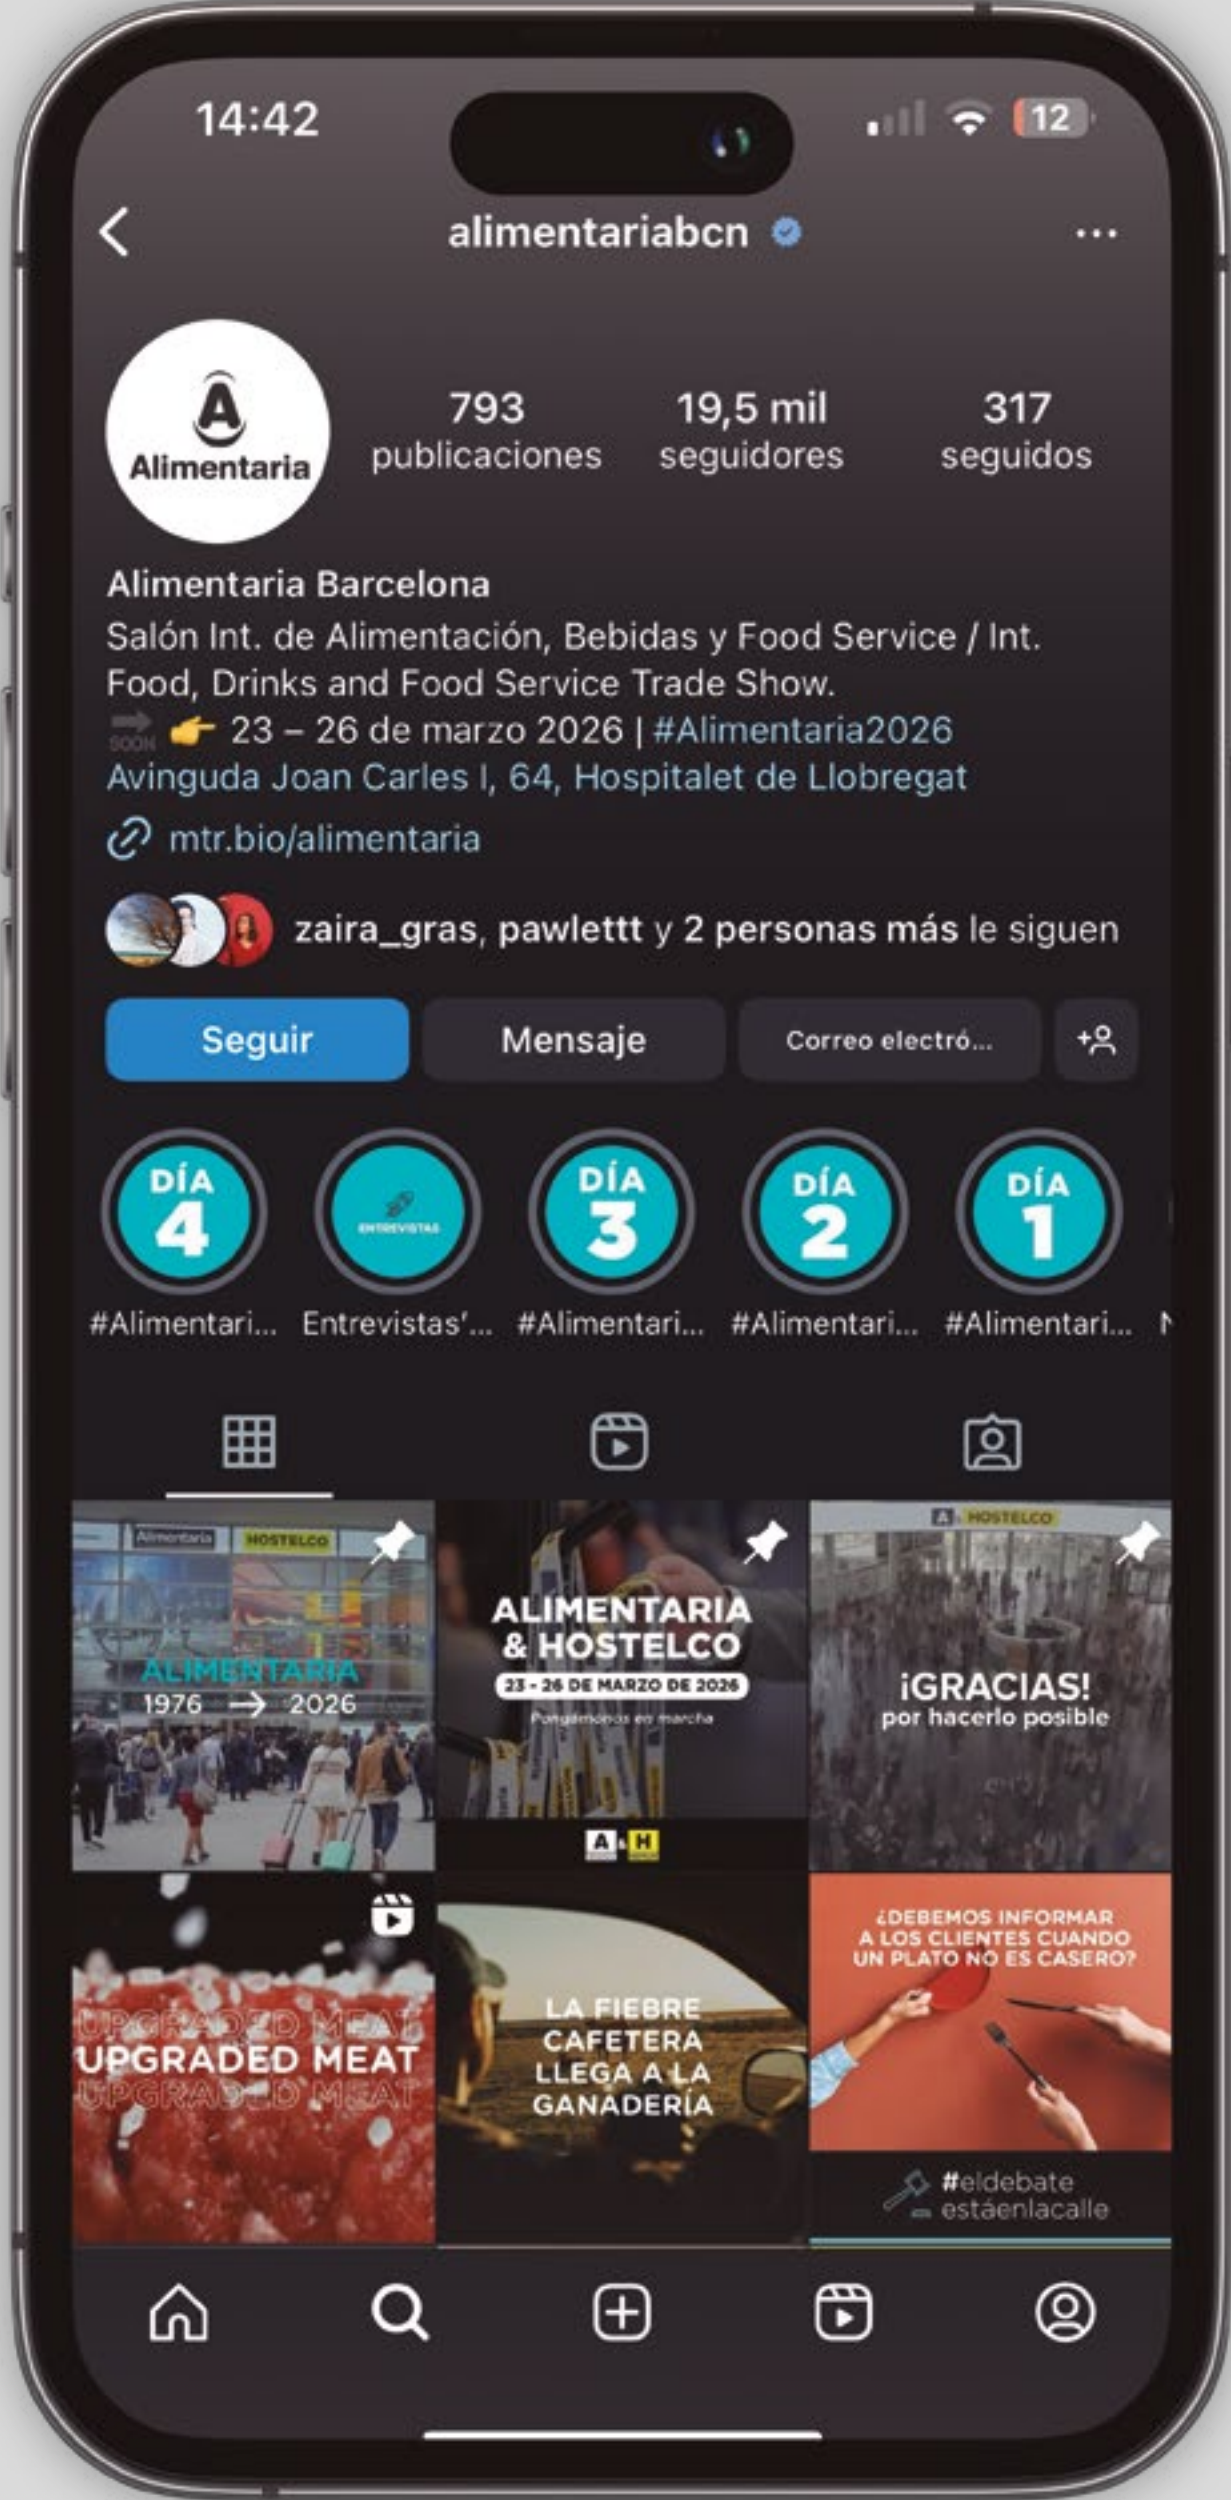 14:42
12
alimentariabcn
Alimentaria
793
publicaciones
19,5 mil
seguidores
317
seguidos
Alimentaria Barcelona
Salón Int. de Alimentación, Bebidas y Food Service / Int.
Food, Drinks and Food Service Trade Show.
SOON 👉 23 – 26 de marzo 2026 | #Alimentaria2026
Avinguda Joan Carles I, 64, Hospitalet de Llobregat
mtr.bio/alimentaria
zaira_gras, pawlettt y 2 personas más le siguen
Seguir
Mensaje
Correo electró...
DÍA
4
ENTREVISTAS
DÍA
3
DÍA
2
DÍA
1
#Alimentari...
Entrevistas'...
#Alimentari...
#Alimentari...
#Alimentari...
Alimentaria
HOSTELCO
ALIMENTARIA
1976 → 2026
ALIMENTARIA
& HOSTELCO
23 - 26 DE MARZO DE 2026
Pongámonos en marcha
A & H
A & HOSTELCO
¡GRACIAS!
por hacerlo posible
UPGRADED MEAT
UPGRADED MEAT
UPGRADED MEAT
LA FIEBRE
CAFETERA
LLEGA A LA
GANADERÍA
¿DEBEMOS INFORMAR
A LOS CLIENTES CUANDO
UN PLATO NO ES CASERO?
#eldebate
estáenlacalle